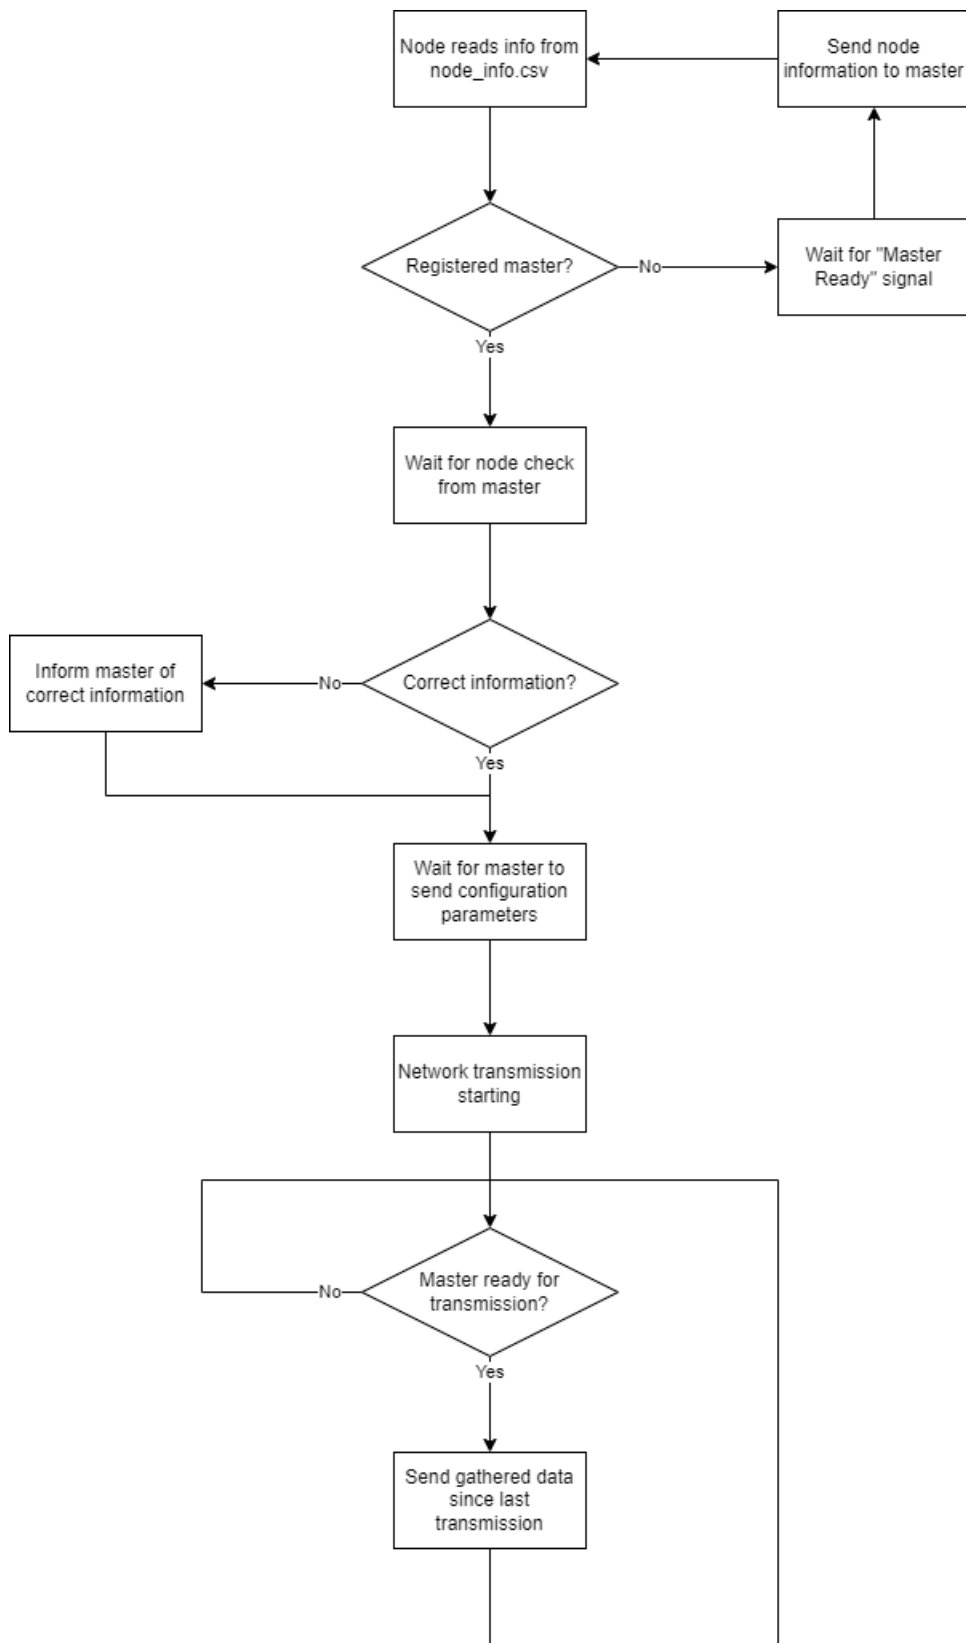 Node reads info from
node_info.csv
Send node
information to master
Registered master?
No
Wait for "Master
Ready" signal
Yes
Wait for node check
from master
Inform master of
correct information
No
Correct information?
Yes
Wait for master to
send configuration
parameters
Network transmission
starting
No
Master ready for
transmission?
Yes
Send gathered data
since last
transmission